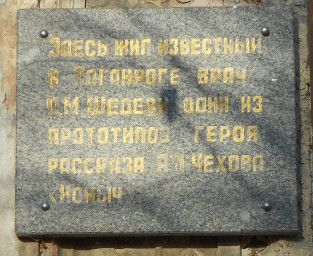 Здесь жил известный
в Таганроге врач
Шедеви один из
прототипов героя
рассказа А.П.Чехова
«Ионыч